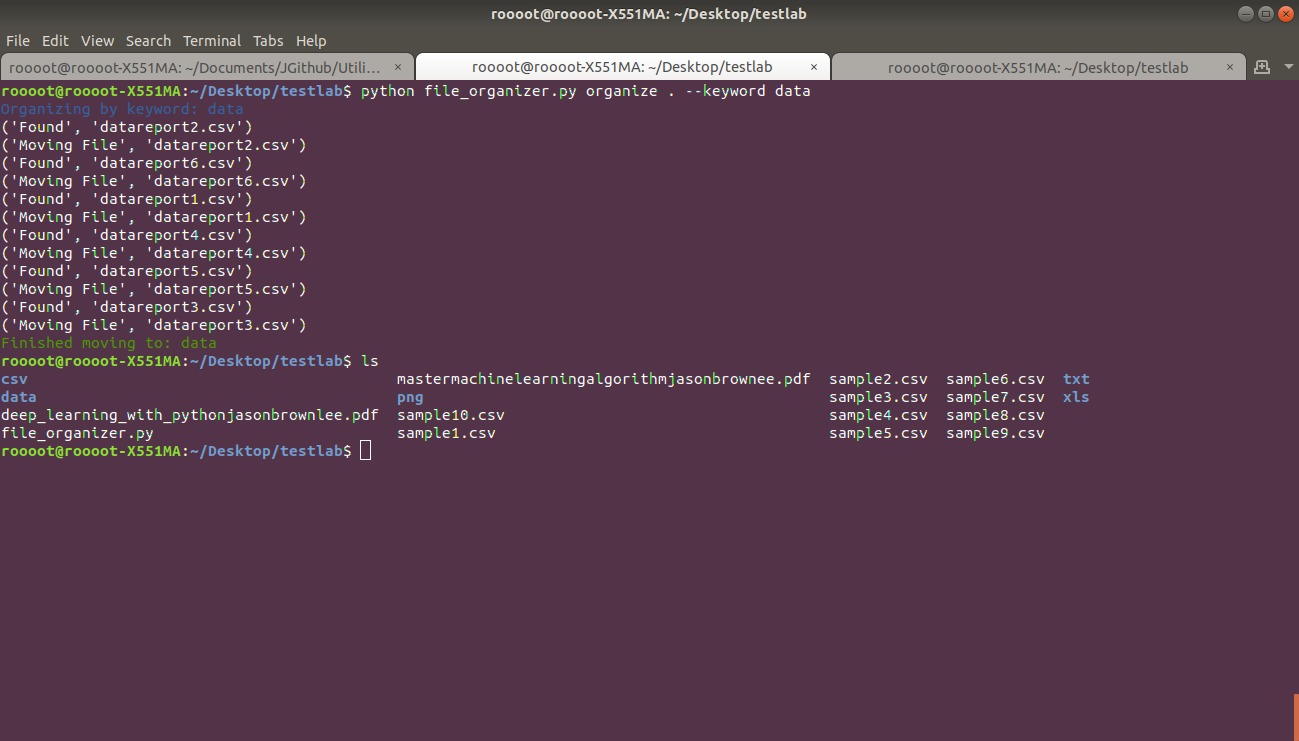 roooot@roooot-X551MA: ~/Desktop/testlab
File Edit View Search Terminal Tabs Help
roooot@roooot-X551MA: ~/Documents/JGithub/Utili... × roooot@roooot-X551MA: ~/Desktop/testlab × roooot@roooot-X551MA: ~/Desktop/testlab ×
roooot@roooot-X551MA:~/Desktop/testlab$ python file_organizer.py organize . --keyword data
Organizing by keyword: data
('Found', 'datareport2.csv')
('Moving File', 'datareport2.csv')
('Found', 'datareport6.csv')
('Moving File', 'datareport6.csv')
('Found', 'datareport1.csv')
('Moving File', 'datareport1.csv')
('Found', 'datareport4.csv')
('Moving File', 'datareport4.csv')
('Found', 'datareport5.csv')
('Moving File', 'datareport5.csv')
('Found', 'datareport3.csv')
('Moving File', 'datareport3.csv')
Finished moving to: data
roooot@roooot-X551MA:~/Desktop/testlab$ ls
csv mastermachinelearningalgorithmjasonbrownee.pdf sample2.csv sample6.csv txt
data png sample3.csv sample7.csv xls
deep_learning_with_pythonjasonbrownlee.pdf sample10.csv sample4.csv sample8.csv
file_organizer.py sample1.csv sample5.csv sample9.csv
roooot@roooot-X551MA:~/Desktop/testlab$